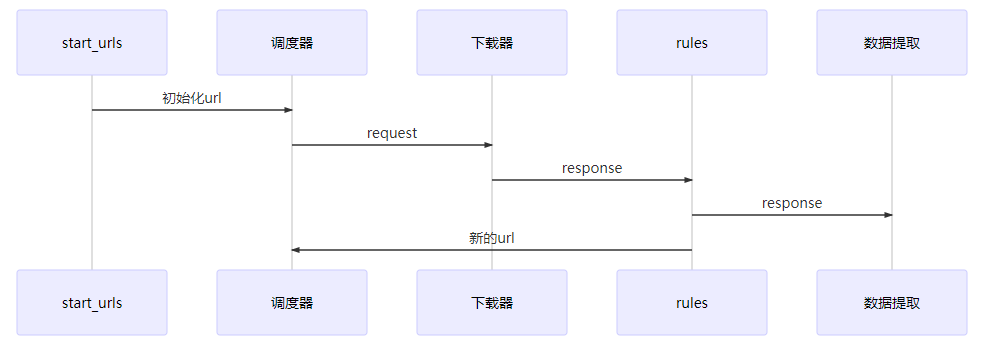 start_urls
调度器
下载器
rules
数据提取
初始化url
request
response
response
新的url
start_urls
调度器
下载器
rules
数据提取